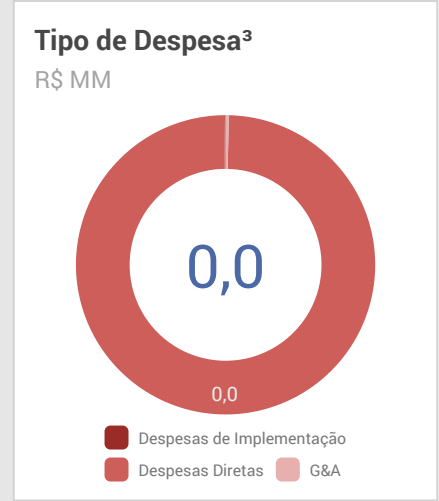 Tipo de Despesa³
R$ MM
0,0
0,0
Despesas de Implementação
Despesas Diretas G&A